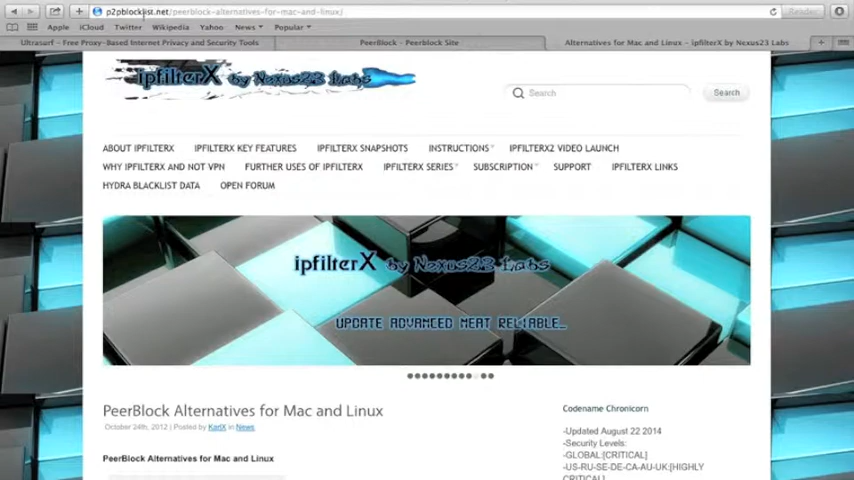 p2pblocklist.net/peerblock-alternatives-for-mac-and-linux/
Reader
Apple iCloud Twitter Wikipedia Yahoo News Popular
Ultrasurf – Free Proxy-Based Internet Privacy and Security Tools
PeerBlock – Peerblock Site
Alternatives for Mac and Linux – ipfilterX by Nexus23 Labs
ipfilterX by Nexus23 Labs
Search
Search
ABOUT IPFILTERX IPFILTERX KEY FEATURES IPFILTERX SNAPSHOTS INSTRUCTIONS IPFILTERX2 VIDEO LAUNCH
WHY IPFILTERX AND NOT VPN FURTHER USES OF IPFILTERX IPFILTERX SERIES SUBSCRIPTION SUPPORT IPFILTERX LINKS
HYDRA BLACKLIST DATA OPEN FORUM
ipfilterX by Nexus23 Labs
UPDATE ADVANCED MEAT RELIABLE...
PeerBlock Alternatives for Mac and Linux
October 24th, 2012 | Posted by KarlX in News
PeerBlock Alternatives for Mac and Linux
Codename Chronicorn
-Updated August 22 2014
-Security Levels:
-GLOBAL:[CRITICAL]
-US-RU-SE-DE-CA-AU-UK:[HIGHLY
CRITICAL]